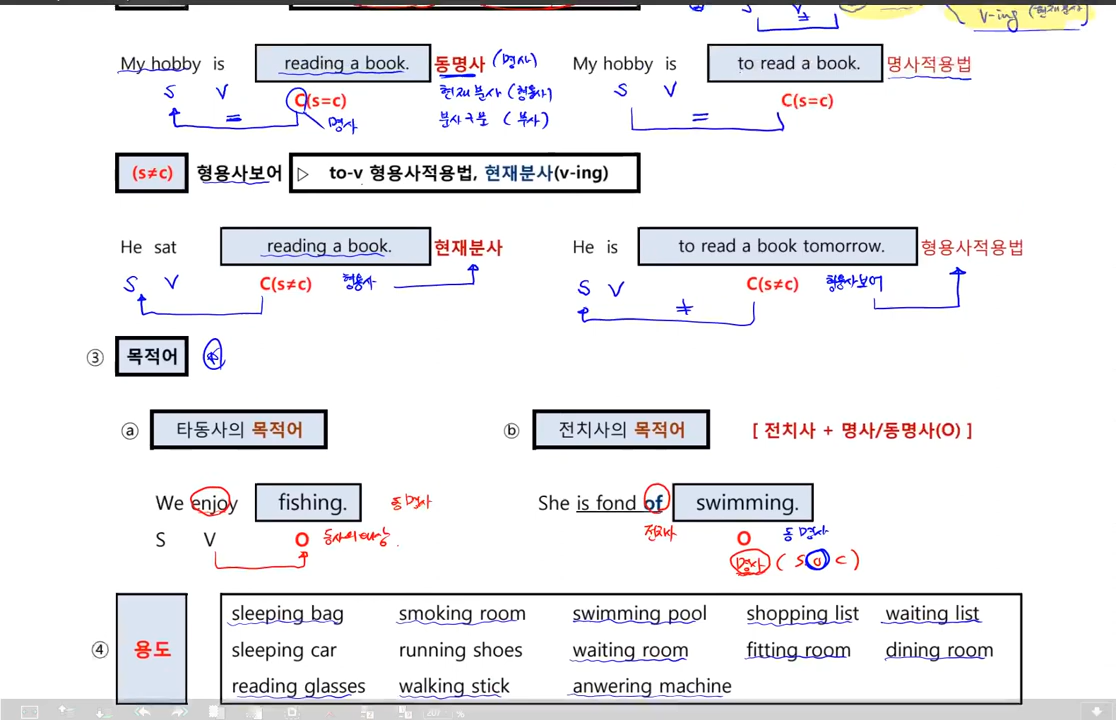 v-ing (현재분사)
S V
≠
My hobby is reading a book. 동명사 (명사) My hobby is to read a book. 명사적용법
현재분사 (형용사)
S V C(s=c) S V C(s=c)
= 명사 분사구문 (부사) =
(s≠c) 형용사보어 ▷ to-v 형용사적용법, 현재분사(v-ing)
He sat reading a book. 현재분사 He is to read a book tomorrow. 형용사적용법
S V C(s≠c) 형용사 S V C(s≠c) 형용사보어
≠
③ 목적어
ⓐ 타동사의 목적어 ⓑ 전치사의 목적어 [ 전치사 + 명사/동명사(O) ]
We enjoy fishing. 동명사 She is fond of swimming.
S V O 동사의대상 전치사 O 동명사
명사 ( S O C )
sleeping bag smoking room swimming pool shopping list waiting list
④ 용도 sleeping car running shoes waiting room fitting room dining room
reading glasses walking stick anwering machine